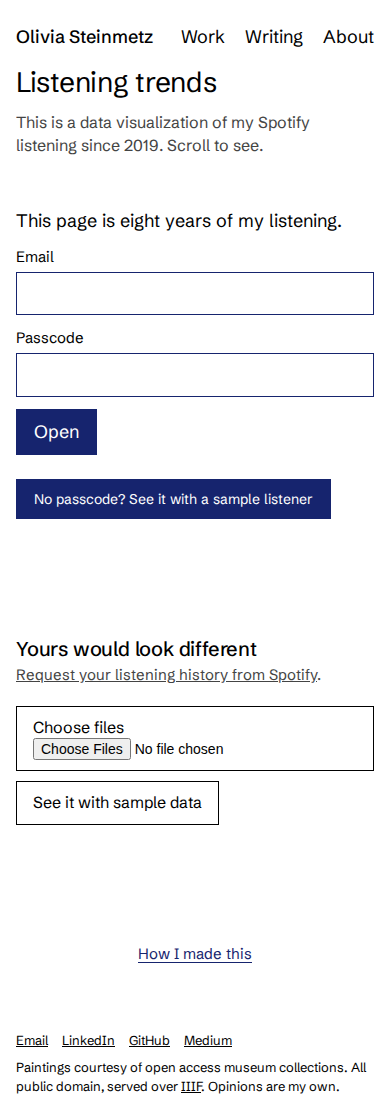 Olivia Steinmetz Work Writing About
Listening trends
This is a data visualization of my Spotify
listening since 2019. Scroll to see.
This page is eight years of my listening.
Email
Passcode
Open
No passcode? See it with a sample listener
Yours would look different
Request your listening history from Spotify.
Choose files
Choose Files No file chosen
See it with sample data
How I made this
Email LinkedIn GitHub Medium
Paintings courtesy of open access museum collections. All
public domain, served over IIIF. Opinions are my own.